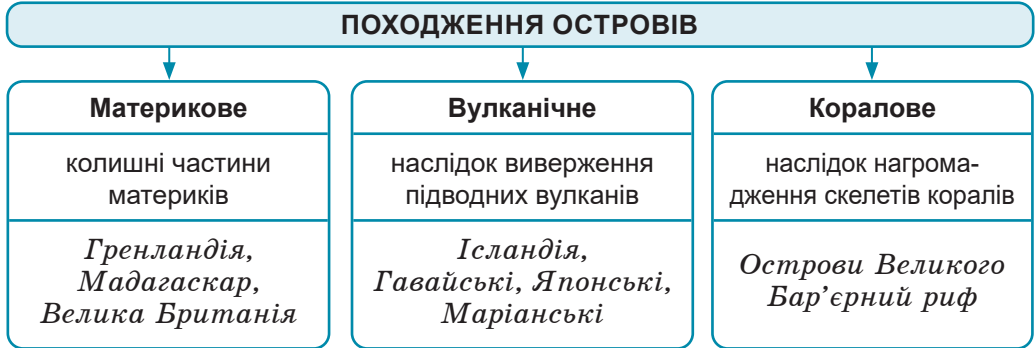 ПОХОДЖЕННЯ ОСТРОВІВ
Материкове
колишні частини
материків
Гренландія,
Мадагаскар,
Велика Британія
Вулканічне
наслідок виверження
підводних вулканів
Ісландія,
Гавайські, Японські,
Маріанські
Коралове
наслідок нагрома-
дження скелетів коралів
Острови Великого
Бар’єрний риф